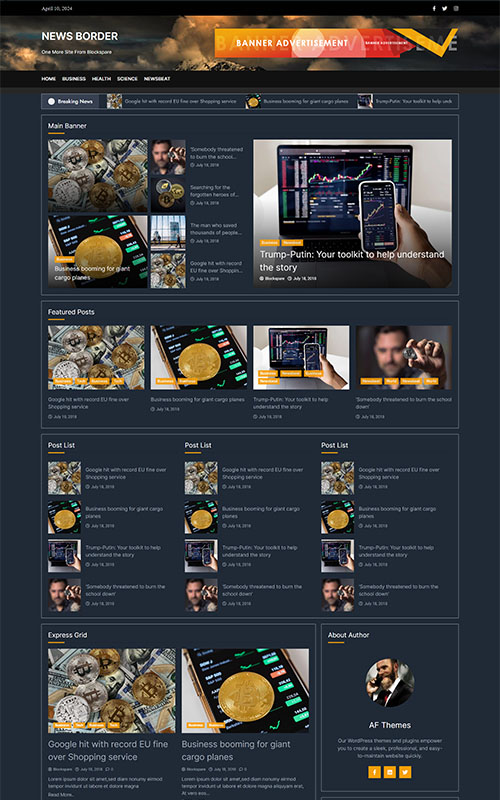 April 10, 2024
NEWS BORDER
One More Site From Blockspare
BANNER ADVERTISEMENT
BANNER ADVERTISEMENT
HOME BUSINESS HEALTH SCIENCE NEWSBEAT
Breaking News
Google hit with record EU fine over Shopping service
Business booming for giant cargo planes
Trump-Putin: Your toolkit to help
Main Banner
'Somebody threatened
to burn the school...
July 19, 2018
Searching for the
forgotten heroes of...
July 19, 2018
The man who saved
thousands of people...
July 19, 2018
Google hit with record
EU fine over Shoppin...
July 18, 2018
Business
Business booming for giant
cargo planes
Business Newsbeat
Trump-Putin: Your toolkit to help understand
the story
Blockspare July 18, 2018
Featured Posts
Google hit with record EU fine over
Shopping service
July 18, 2018
Business booming for giant cargo planes
July 18, 2018
Trump-Putin: Your toolkit to help
understand the story
July 18, 2018
'Somebody threatened to burn the school
down'
July 18, 2018
Post List
Google hit with record EU fine over
Shopping service
July 18, 2018
Business booming for giant cargo
planes
July 18, 2018
Trump-Putin: Your toolkit to help
understand the story
July 18, 2018
'Somebody threatened to burn the
school down'
July 18, 2018
Post List
Google hit with record EU fine over
Shopping service
July 18, 2018
Business booming for giant cargo
planes
July 18, 2018
Trump-Putin: Your toolkit to help
understand the story
July 18, 2018
'Somebody threatened to burn the
school down'
July 18, 2018
Post List
Google hit with record EU fine over
Shopping service
July 18, 2018
Business booming for giant cargo
planes
July 18, 2018
Trump-Putin: Your toolkit to help
understand the story
July 18, 2018
'Somebody threatened to burn the
school down'
July 18, 2018
Express Grid
Business Tech Business Tech
Google hit with record EU fine
over Shopping service
Blockspare July 18, 2018 0
Lorem ipsum dolor sit amet,sed diam nonumy
eirmod tempor invidunt ut labore et dolore...
Read More..
Business Business
Business booming for giant
cargo planes
Blockspare July 18, 2018 6
Lorem ipsum dolor sit amet,sed diam nonumy
At vero eos...
About Author
AF Themes
Our WordPress themes and plugins empower
you to create a sleek, professional, and easy-
to-maintain website quickly.